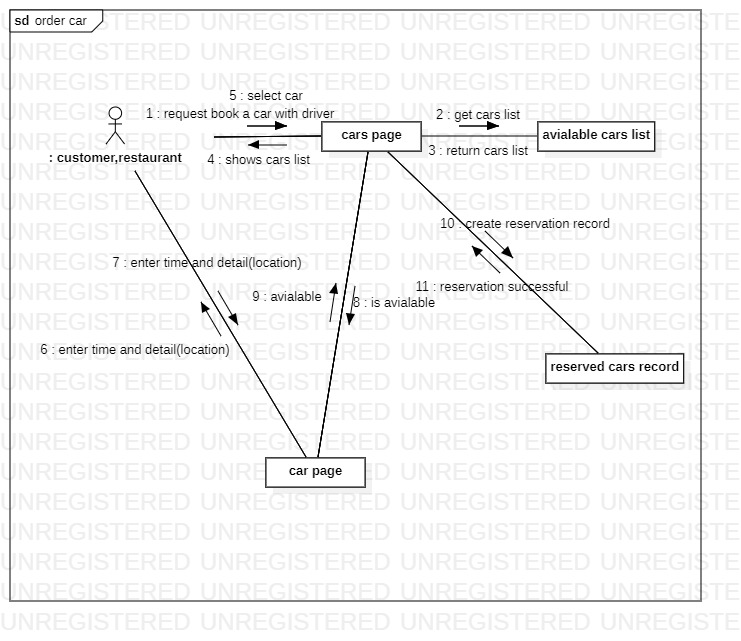 sd order car
5 : select car
1 : request book a car with driver
2 : get cars list
cars page
avialable cars list
3 : return cars list
: customer,restaurant
4 : shows cars list
10 : create reservation record
7 : enter time and detail(location)
11 : reservation successful
9 : avialable
8 : is avialable
6 : enter time and detail(location)
reserved cars record
car page
UNREGISTERED